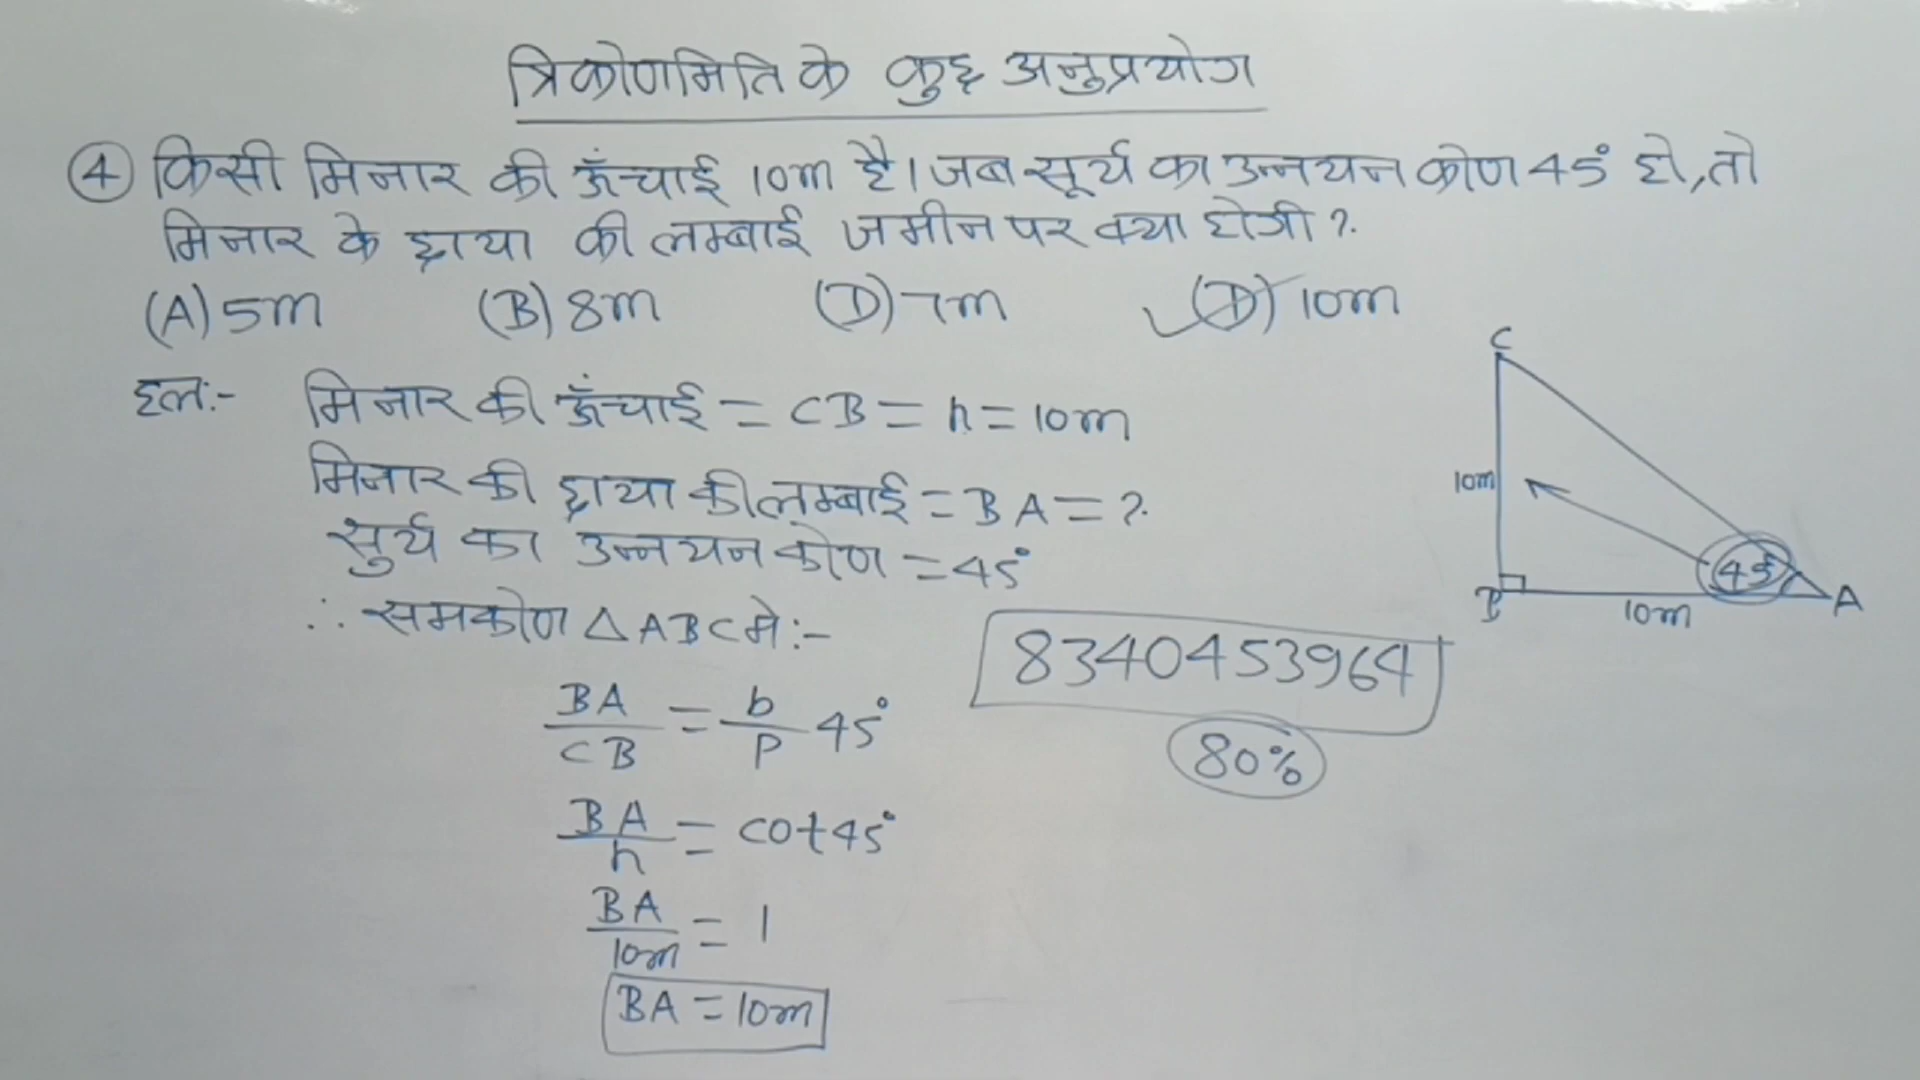 त्रिकोणमिति के कुछ अनुप्रयोग
④ किसी मिनार की ऊँचाई 10m है। जब सूर्य का उन्नयन कोण 45° हो, तो
मिनार के छाया की लम्बाई जमीन पर क्या होगी ?
(A) 5m (B) 8m (D) 7m (D) 10m
हल:- मिनार की ऊँचाई = CB = h = 10m
मिनार की छाया की लम्बाई = BA = ?
सुर्य का उन्नयन कोण = 45°
∴ समकोण △ABC मे :-
BA/CB = b/P 45°
BA/h = cot 45°
BA/10m = 1
BA = 10m
8340453964
80%
C
10m
45°
B 10m A